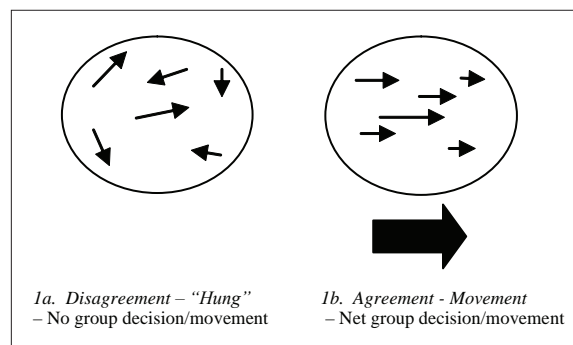 1a. Disagreement – “Hung”
– No group decision/movement
1b. Agreement - Movement
– Net group decision/movement